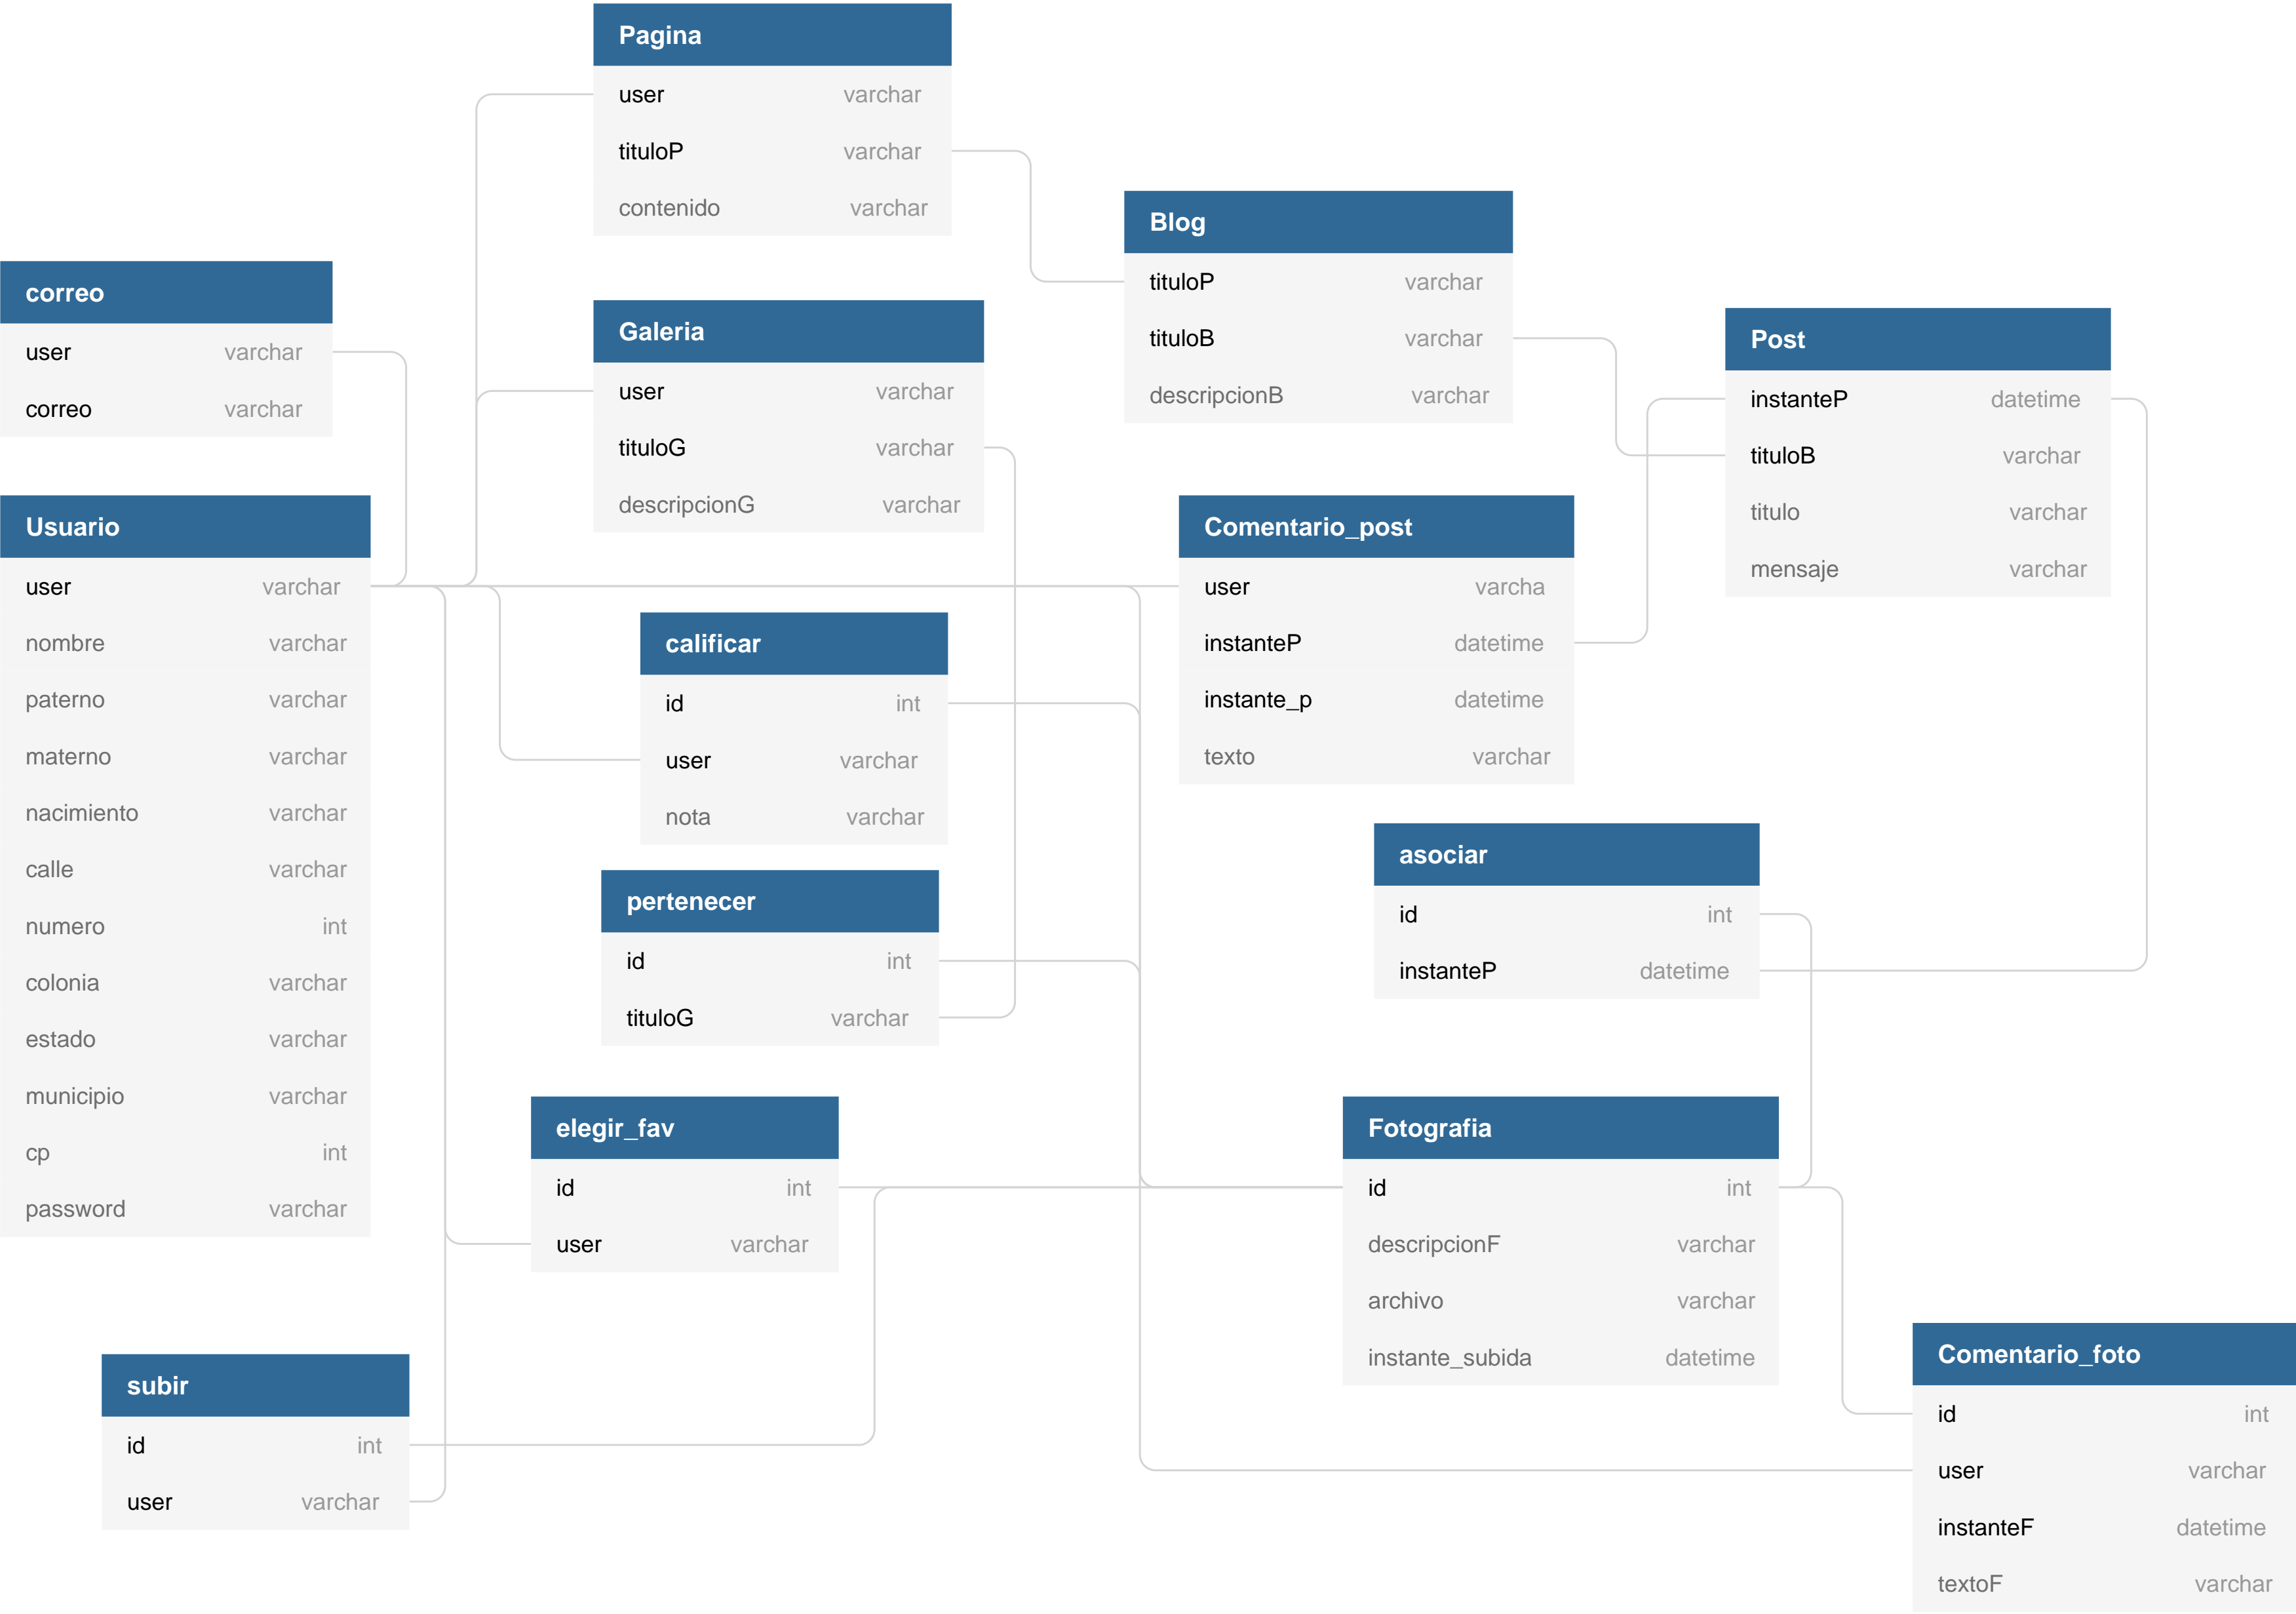 Pagina
user varchar
tituloP varchar
contenido varchar
Blog
tituloP varchar
tituloB varchar
descripcionB varchar
correo
user varchar
correo varchar
Galeria
user varchar
tituloG varchar
descripcionG varchar
Post
instanteP datetime
tituloB varchar
titulo varchar
mensaje varchar
Usuario
user varchar
nombre varchar
paterno varchar
materno varchar
nacimiento varchar
calle varchar
numero int
colonia varchar
estado varchar
municipio varchar
cp int
password varchar
Comentario_post
user varcha
instanteP datetime
instante_p datetime
texto varchar
calificar
id int
user varchar
nota varchar
asociar
id int
instanteP datetime
pertenecer
id int
tituloG varchar
elegir_fav
id int
user varchar
Fotografia
id int
descripcionF varchar
archivo varchar
instante_subida datetime
Comentario_foto
id int
user varchar
instanteF datetime
textoF varchar
subir
id int
user varchar